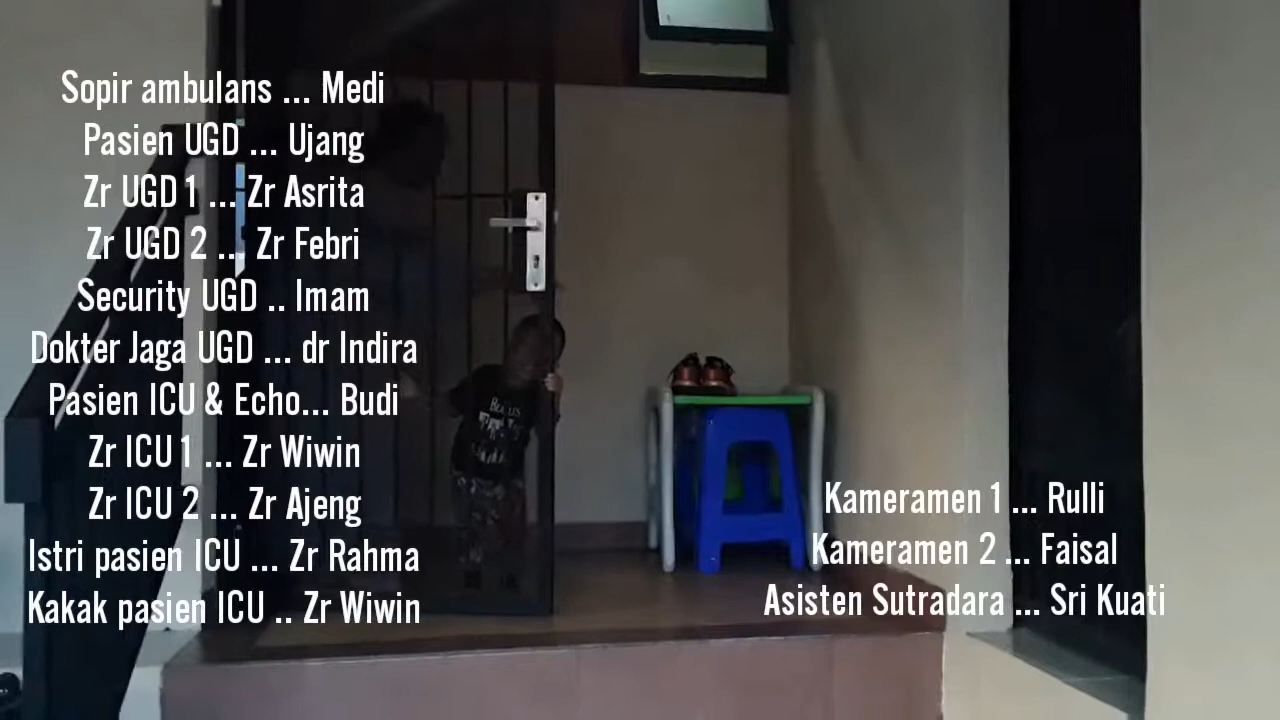 Sopir ambulans ... Medi
Pasien UGD ... Ujang
Zr UGD 1 ... Zr Asrita
Zr UGD 2 ... Zr Febri
Security UGD .. Imam
Dokter Jaga UGD ... dr Indira
Pasien ICU & Echo... Budi
Zr ICU 1 ... Zr Wiwin
Zr ICU 2 ... Zr Ajeng
Istri pasien ICU ... Zr Rahma
Kakak pasien ICU .. Zr Wiwin
Kameramen 1 ... Rulli
Kameramen 2 ... Faisal
Asisten Sutradara ... Sri Kuati